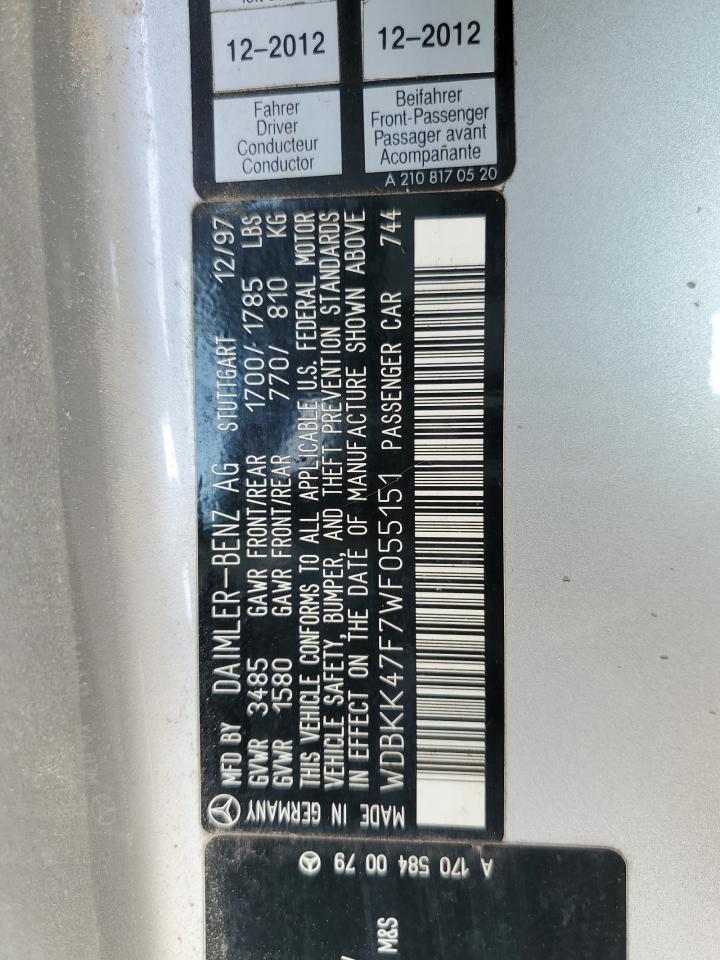 12-2012
12-2012
Fahrer
Driver
Conducteur
Conductor
Beifahrer
Front-Passenger
Passager avant
Acompañante
A 210 817 05 20
MFD BY DAIMLER-BENZ AG STUTTGART 12/97
GVWR 3485 GAWR FRONT/REAR 1700/ 1785 LBS
GVWR 1580 GAWR FRONT/REAR 770/ 810 KG
THIS VEHICLE CONFORMS TO ALL APPLICABLE U.S. FEDERAL MOTOR
VEHICLE SAFETY, BUMPER, AND THEFT PREVENTION STANDARDS
IN EFFECT ON THE DATE OF MANUFACTURE SHOWN ABOVE
WDBKK47F7WF055151 PASSENGER CAR 744
MADE IN GERMANY
A 170 584 00 79
M&S